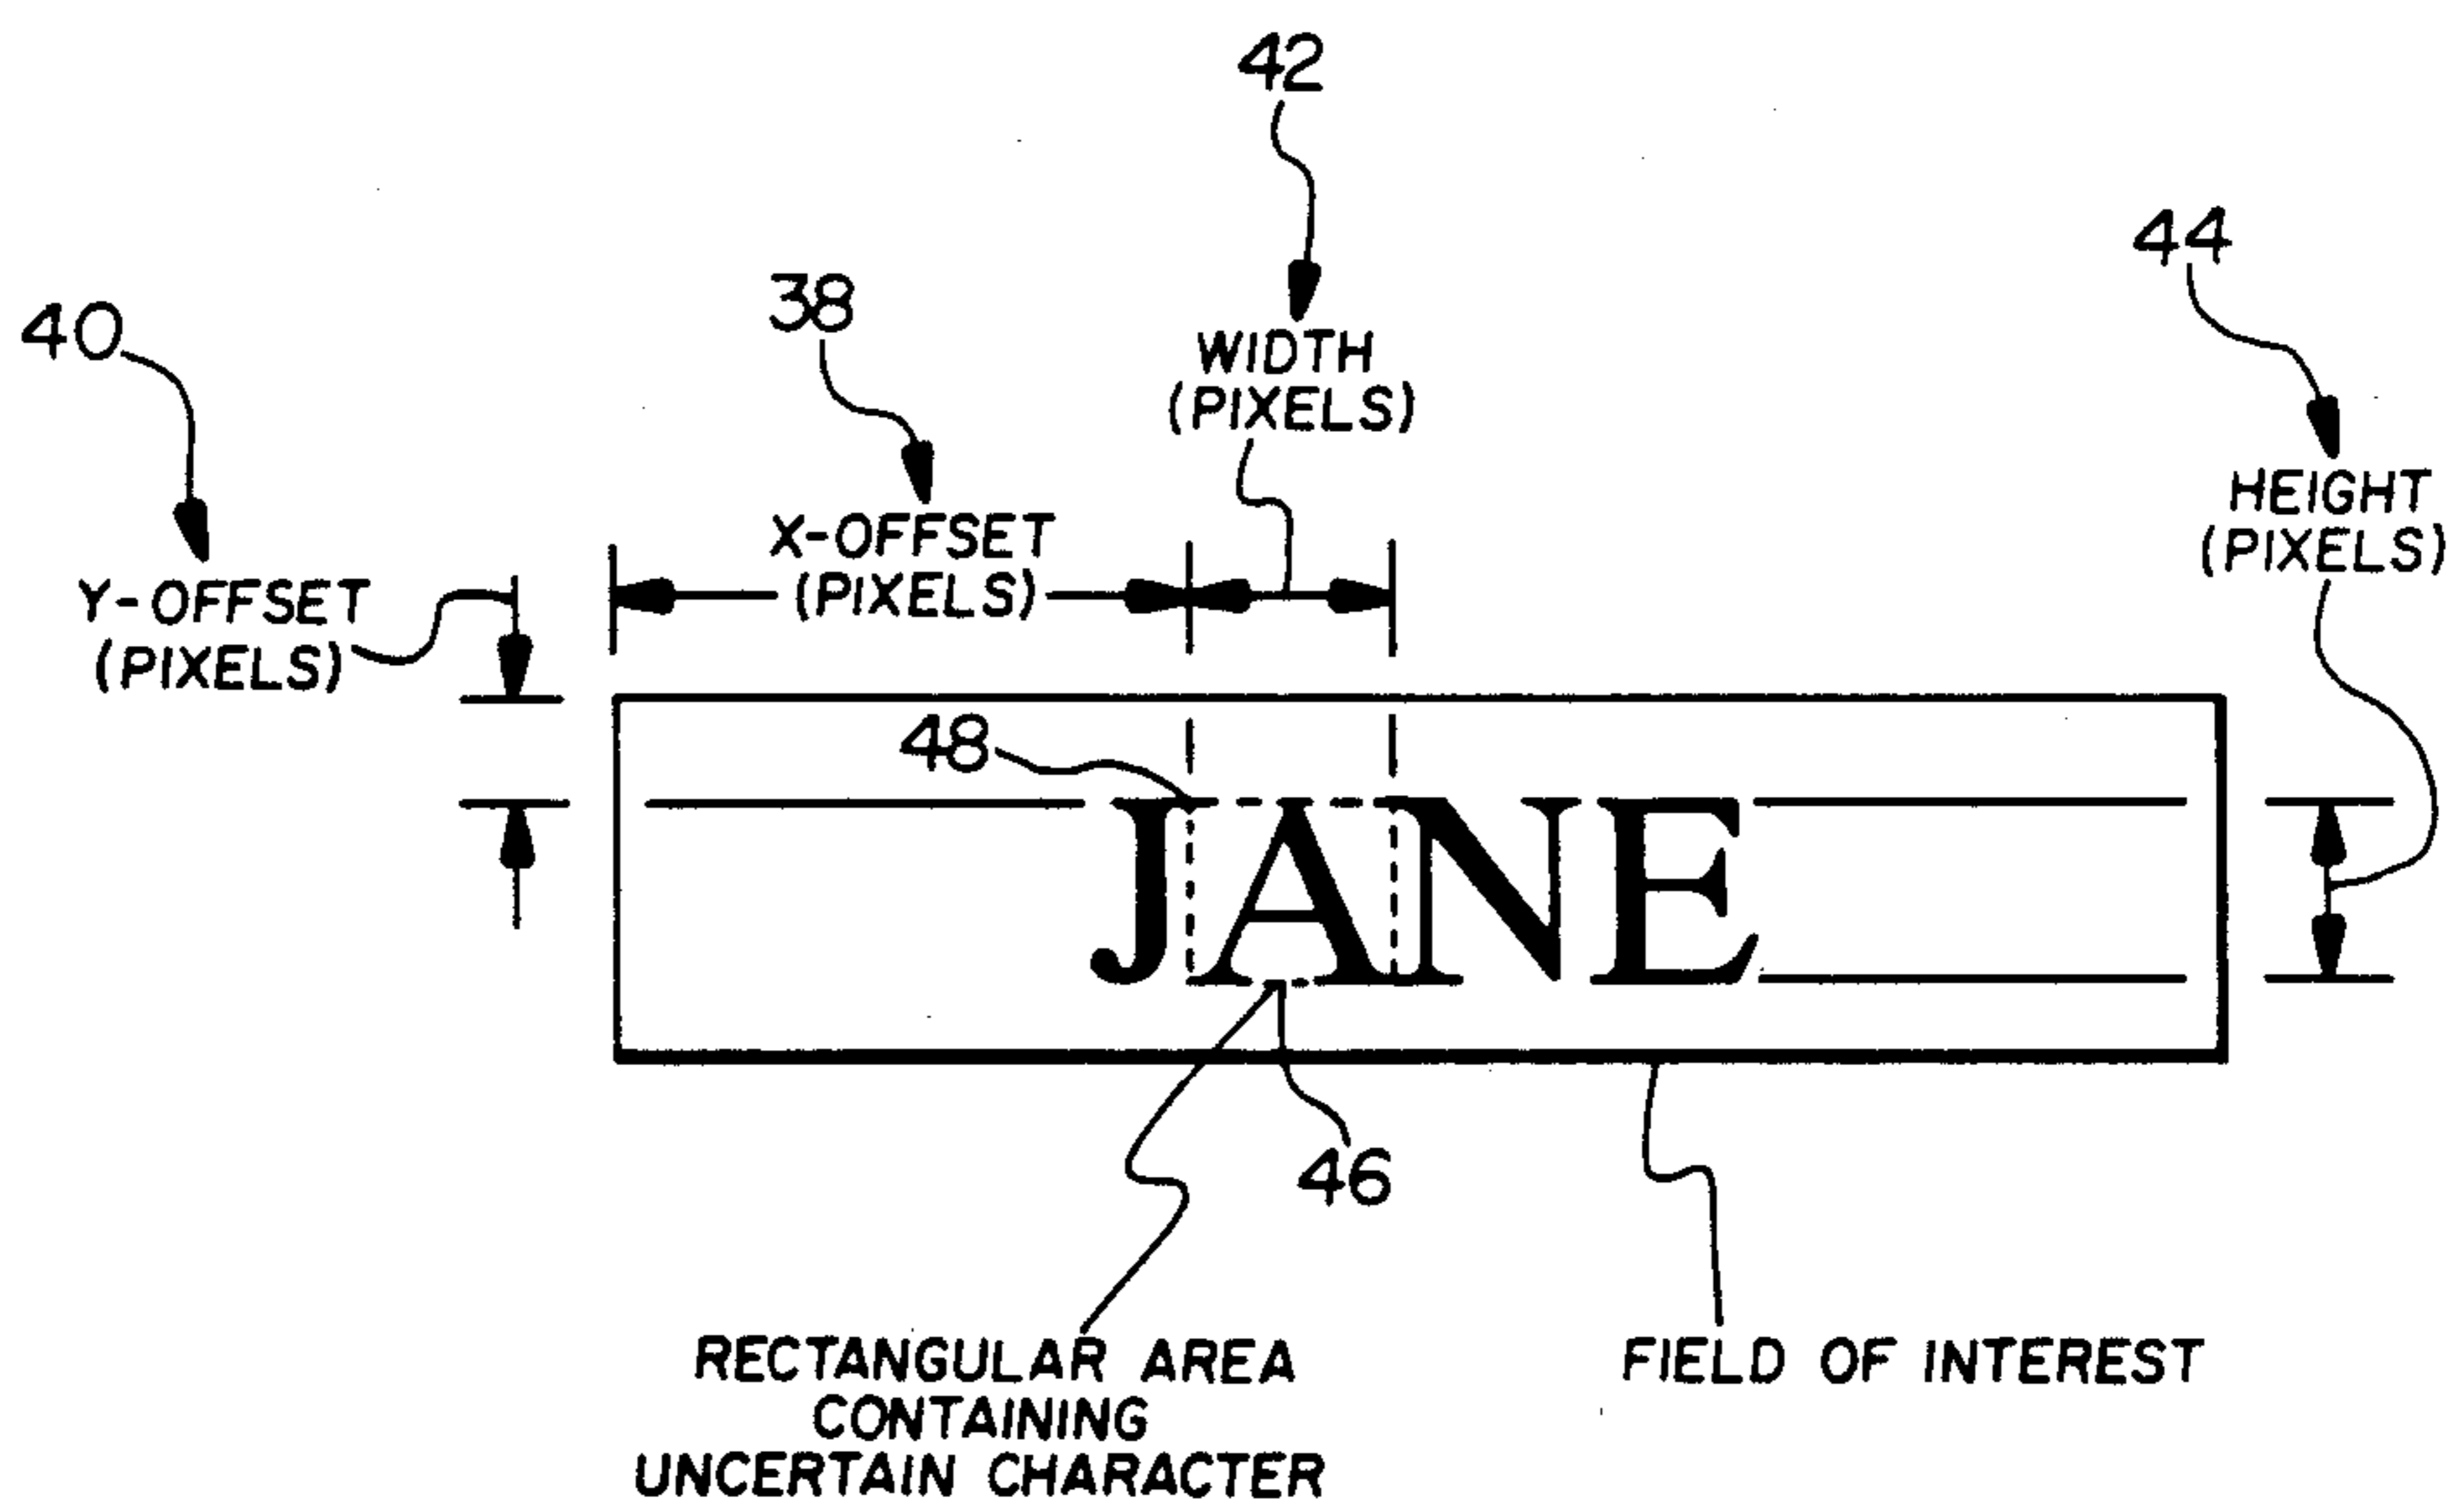 42
44
38
40
WIDTH
(PIXELS)
HEIGHT
(PIXELS)
X-OFFSET
(PIXELS)
Y-OFFSET
(PIXELS)
48
JANE
46
RECTANGULAR AREA
CONTAINING
UNCERTAIN CHARACTER
FIELD OF INTEREST